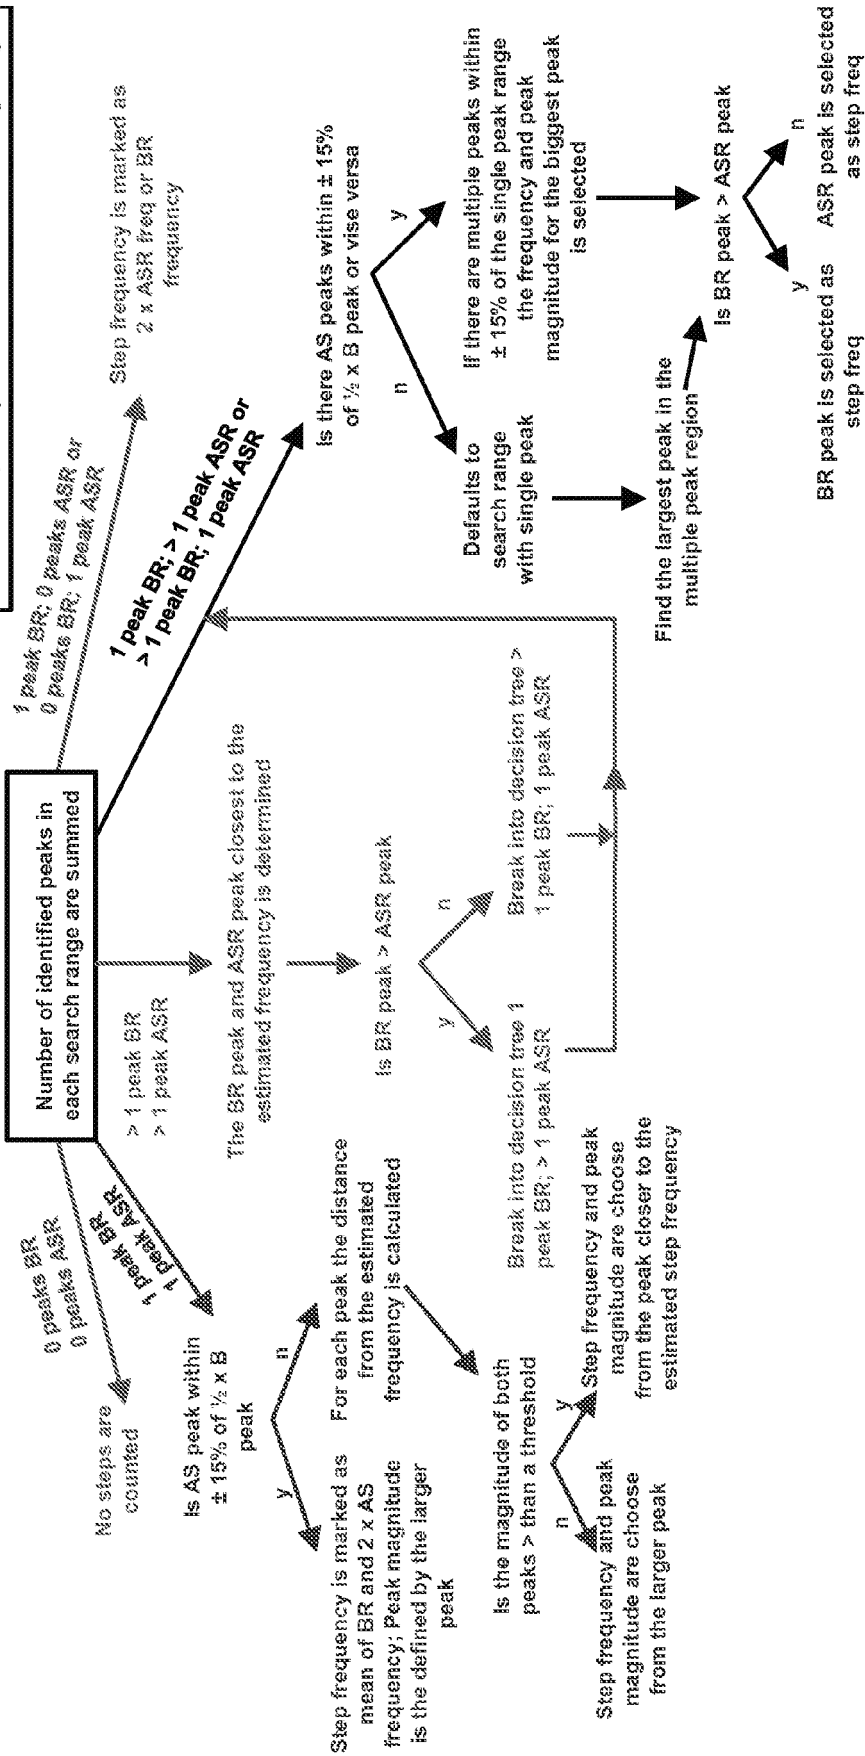 Number of identified peaks in
each search range are summed
0 peaks BR
0 peaks ASR
No steps are
counted
1 peak BR
1 peak ASR
Is AS peak within
± 15% of ½ x B
peak
y
n
Step frequency is marked as
mean of BR and 2 x AS
frequency; Peak magnitude
is the defined by the larger
peak
For each peak the distance
from the estimated
frequency is calculated
Is the magnitude of both
peaks > than a threshold
n
y
Step frequency and peak
magnitude are choose
from the larger peak
Step frequency and peak
magnitude are choose
from the peak closer to the
estimated step frequency
> 1 peak BR
> 1 peak ASR
The BR peak and ASR peak closest to the
estimated frequency is determined
Is BR peak > ASR peak
y
n
Break into decision tree 1
peak BR; > 1 peak ASR
Break into decision tree >
1 peak BR; 1 peak ASR
1 peak BR; > 1 peak ASR or
> 1 peak BR; 1 peak ASR
Is there AS peaks within ± 15%
of ½ x B peak or vise versa
n
y
Defaults to
search range
with single peak
If there are multiple peaks within
± 15% of the single peak range
the frequency and peak
magnitude for the biggest peak
is selected
Find the largest peak in the
multiple peak region
Is BR peak > ASR peak
y
n
BR peak is selected as
step freq
ASR peak is selected
as step freq
1 peak BR; 0 peaks ASR or
0 peaks BR; 1 peak ASR
Step frequency is marked as
2 x ASR freq or BR
frequency